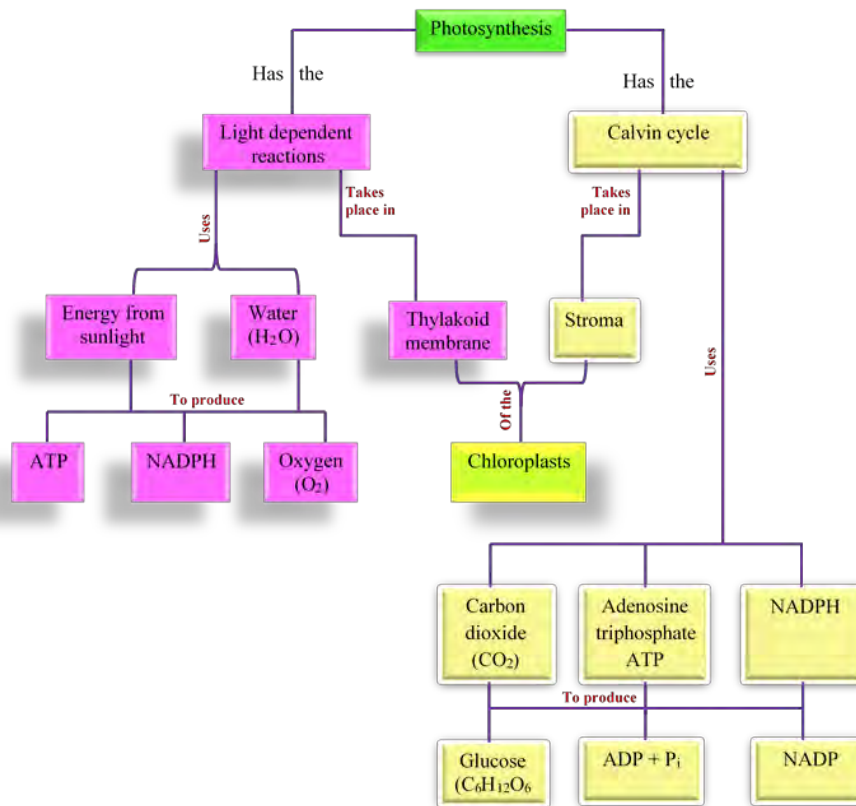 Photosynthesis
Has the
Has the
Light dependent
reactions
Calvin cycle
Takes
place in
Takes
place in
Uses
Energy from
sunlight
Water
(H₂O)
Thylakoid
membrane
Stroma
Uses
To produce
Of the
ATP
NADPH
Oxygen
(O₂)
Chloroplasts
Carbon
dioxide
(CO₂)
Adenosine
triphosphate
ATP
NADPH
To produce
Glucose
(C₆H₁₂O₆
ADP + Pᵢ
NADP